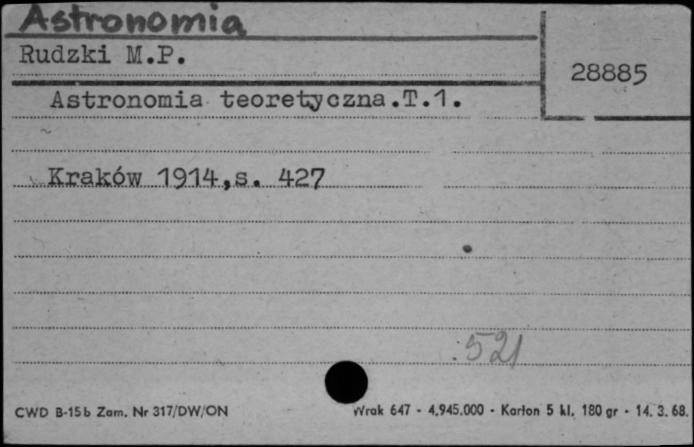 Astronomia
Rudzki M.P.
28885
Astronomia teoretyczna.T.1.
Kraków 1914,s. 427
:521
CWD B-15b Zam. Nr 317/DW/ON
Wrak 647 - 4,945.000 - Karton 5 kl. 180 gr - 14. 3. 68.